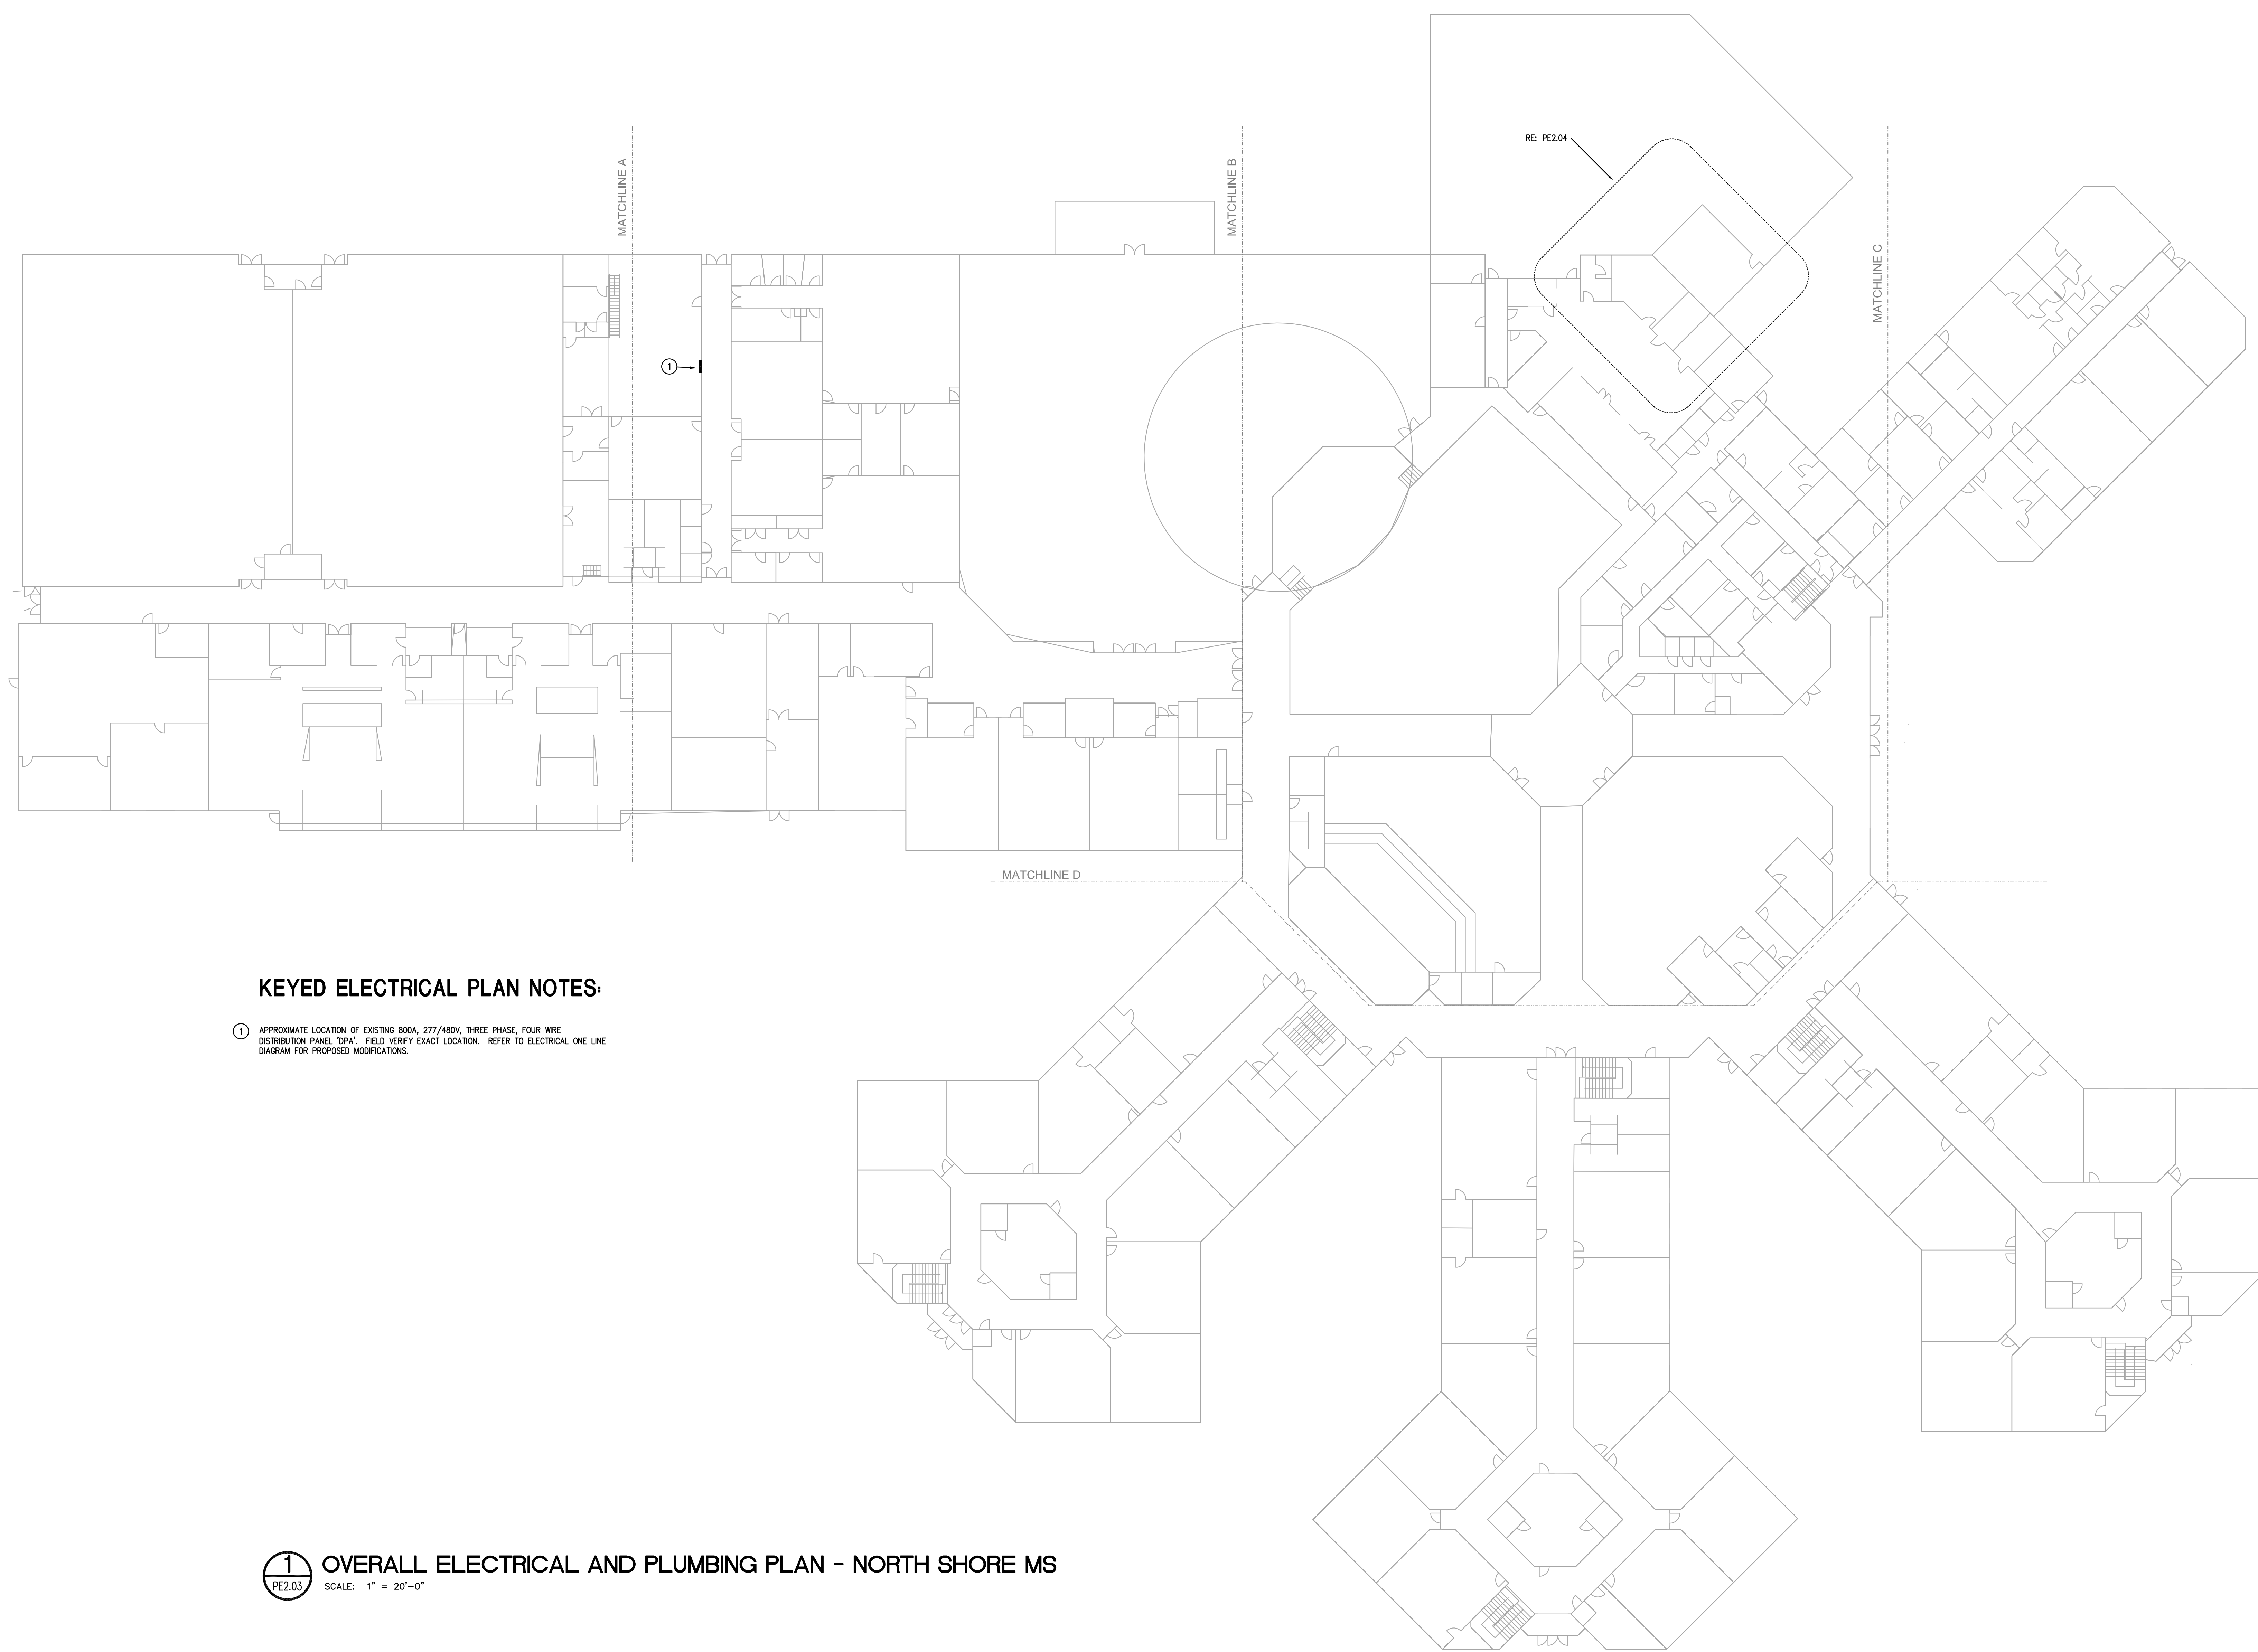 RE: PE2.04
MATCHLINE A
MATCHLINE B
MATCHLINE C
1
MATCHLINE D
KEYED ELECTRICAL PLAN NOTES:
1 APPROXIMATE LOCATION OF EXISTING 800A, 277/480V, THREE PHASE, FOUR WIRE
DISTRIBUTION PANEL 'DPA'. FIELD VERIFY EXACT LOCATION. REFER TO ELECTRICAL ONE LINE
DIAGRAM FOR PROPOSED MODIFICATIONS.
1 OVERALL ELECTRICAL AND PLUMBING PLAN - NORTH SHORE MS
PE2.03 SCALE: 1" = 20'-0"